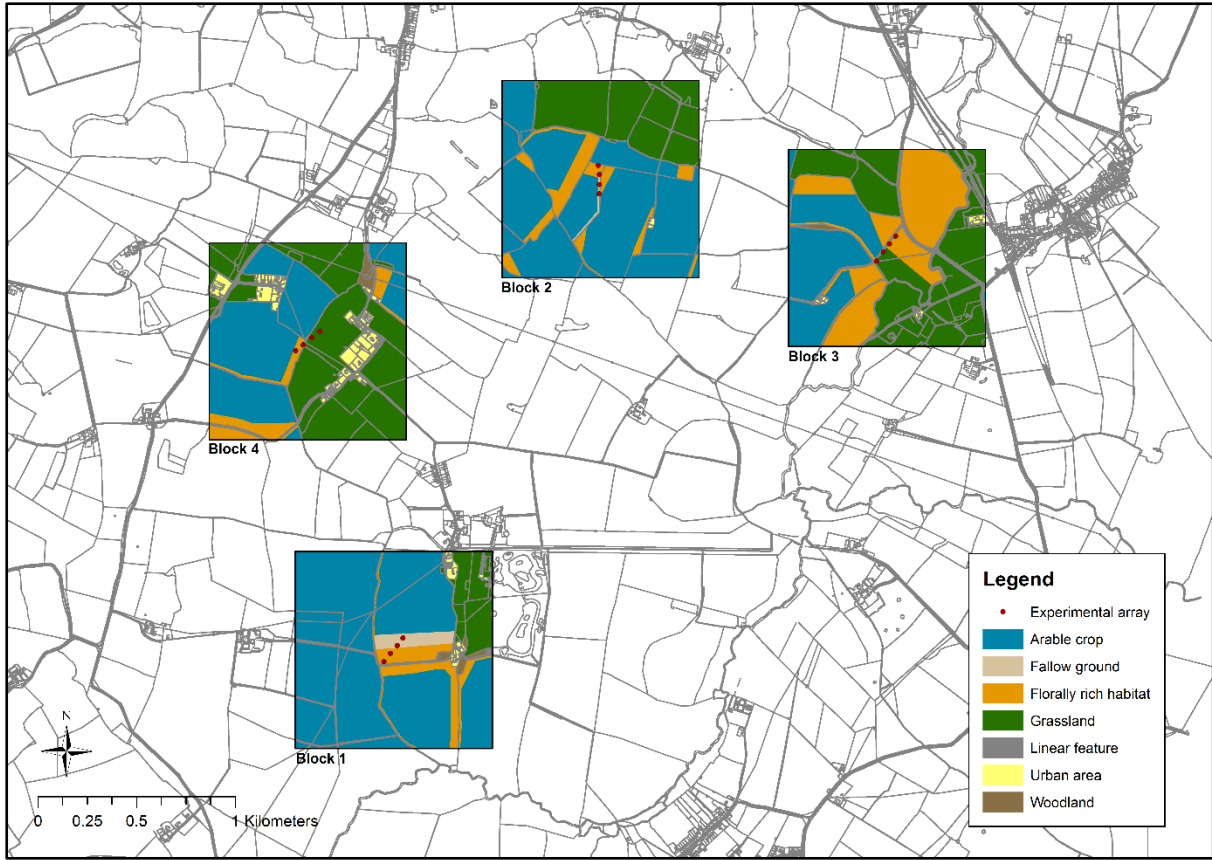 Block 2
Block 3
Block 4
Block 1
N
0 0.25 0.5 1 Kilometers
Legend
Experimental array
Arable crop
Fallow ground
Florally rich habitat
Grassland
Linear feature
Urban area
Woodland